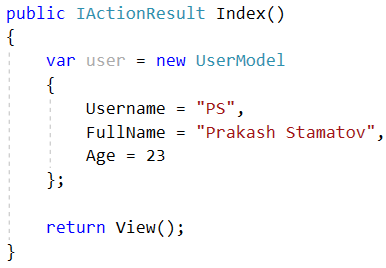 public IActionResult Index()
{
    var user = new UserModel
    {
        Username = "PS",
        FullName = "Prakash Stamatov",
        Age = 23
    };

    return View();
}